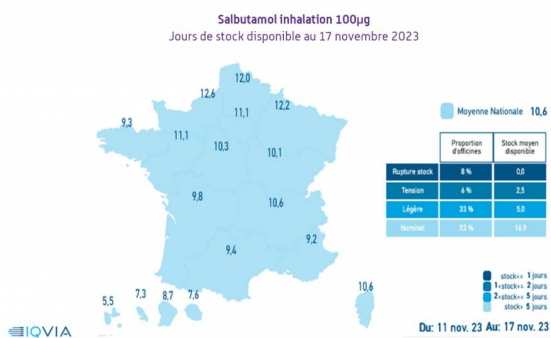 Salbutamol inhalation 100µg
Jours de stock disponible au 17 novembre 2023
12,0
12,6
12,2
11,1
9,3
11,1
10,3
10,1
9,8
10,6
9,4
9,2
10,6
5,5
7,3
8,7
7,6
Moyenne Nationale 10,6
Proportion d'officines
Stock moyen disponible
Rupture stock 8 % 0,0
Tension 6 % 2,5
Légère 33 % 5,0
Nominal 52 % 16,9
stock<= 1 jours
1<stock<= 2 jours
2<stock<= 5 jours
stock> 5 jours
IQVIA
Du: 11 nov. 23 Au: 17 nov. 23